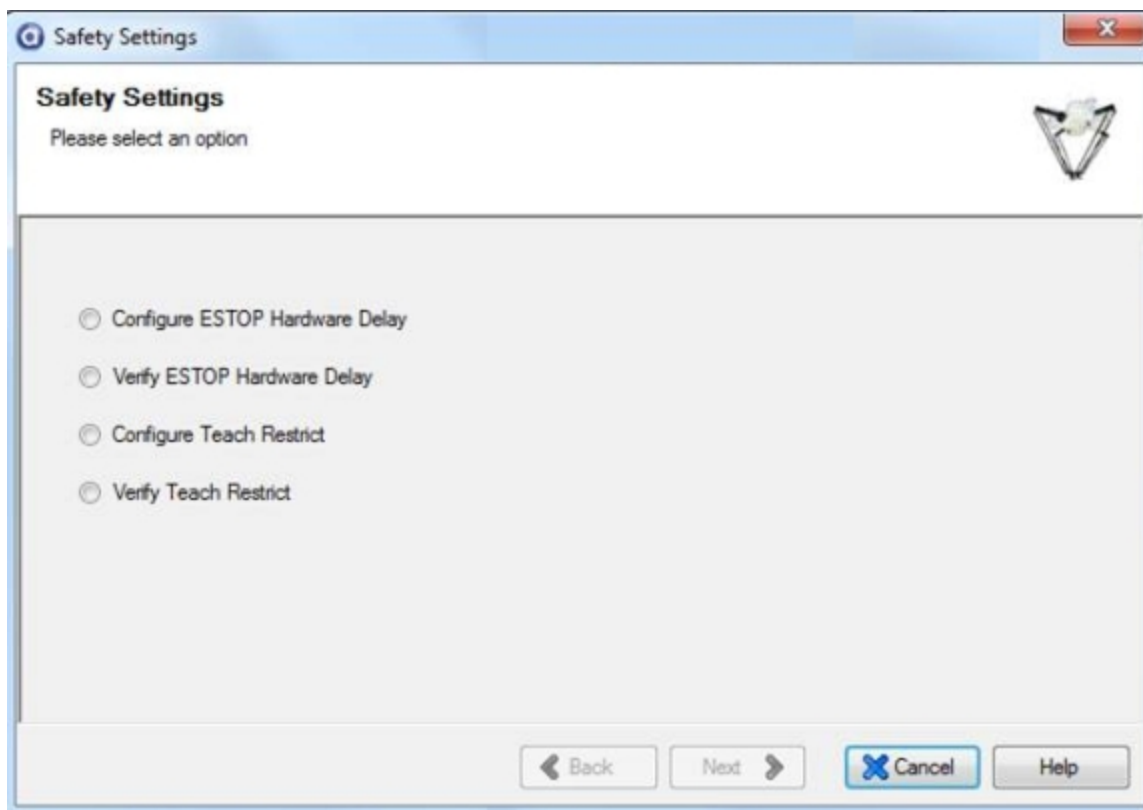 Safety Settings
Safety Settings
Please select an option
Configure ESTOP Hardware Delay
Verify ESTOP Hardware Delay
Configure Teach Restrict
Verify Teach Restrict
Back Next Cancel Help